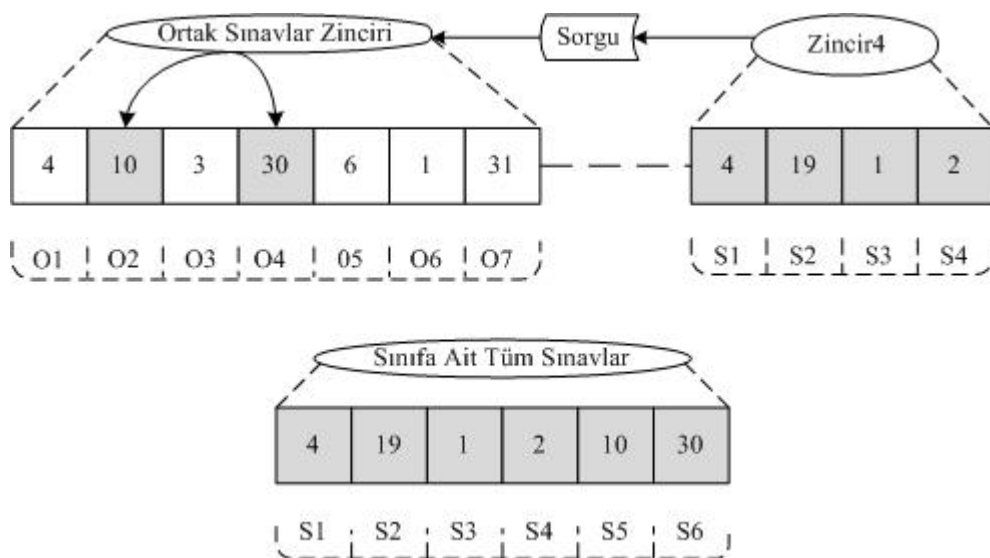 Ortak Sınavlar Zinciri Sorgu Zincir4
4 10 3 30 6 1 31 4 19 1 2
O1 O2 O3 O4 05 O6 O7 S1 S2 S3 S4
Sınıfa Ait Tüm Sınavlar
4 19 1 2 10 30
S1 S2 S3 S4 S5 S6